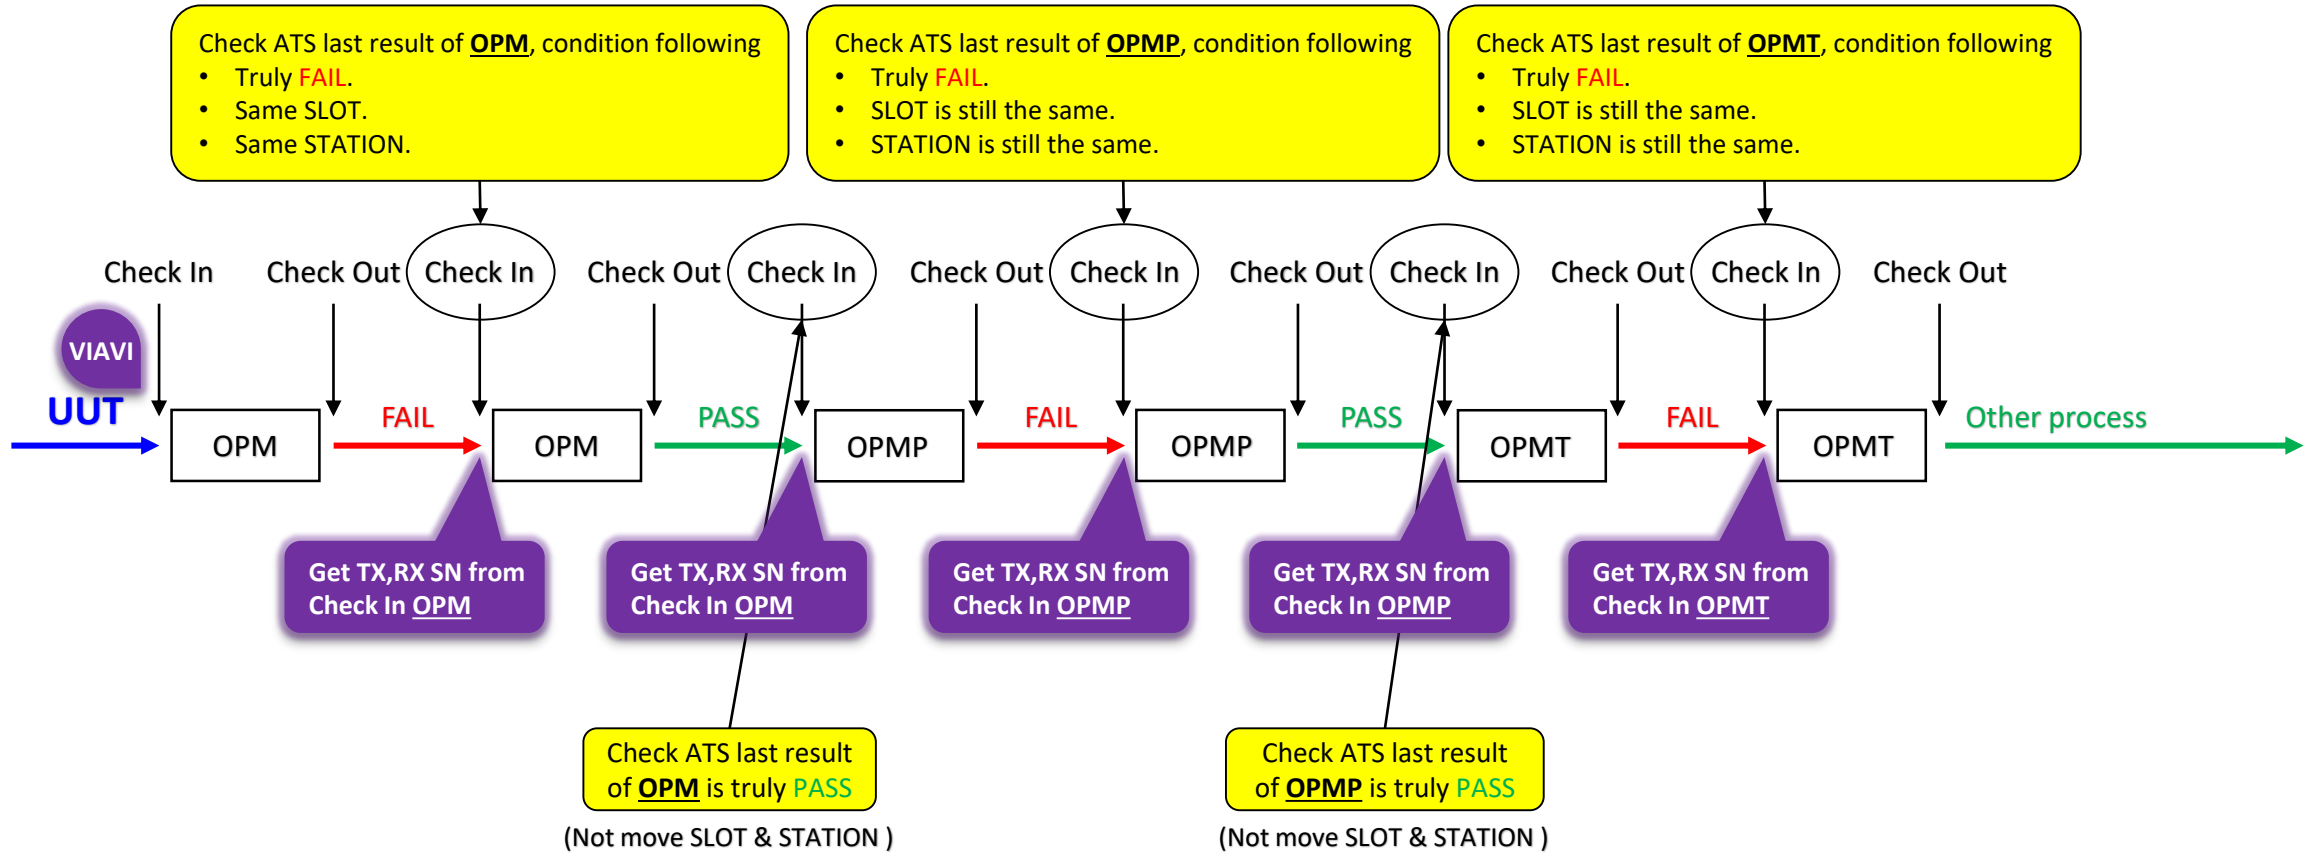 Check ATS last result of OPM, condition following
• Truly FAIL.
• Same SLOT.
• Same STATION.
Check ATS last result of OPMP, condition following
• Truly FAIL.
• SLOT is still the same.
• STATION is still the same.
Check ATS last result of OPMT, condition following
• Truly FAIL.
• SLOT is still the same.
• STATION is still the same.
Check In
Check Out
Check In
Check Out
Check In
Check Out
Check In
Check Out
Check In
Check Out
Check In
Check Out
VIAVI
UUT
OPM
FAIL
OPM
PASS
OPMP
FAIL
OPMP
PASS
OPMT
FAIL
OPMT
Other process
Get TX,RX SN from
Check In OPM
Get TX,RX SN from
Check In OPM
Get TX,RX SN from
Check In OPMP
Get TX,RX SN from
Check In OPMP
Get TX,RX SN from
Check In OPMT
Check ATS last result
of OPM is truly PASS
(Not move SLOT & STATION )
Check ATS last result
of OPMP is truly PASS
(Not move SLOT & STATION )